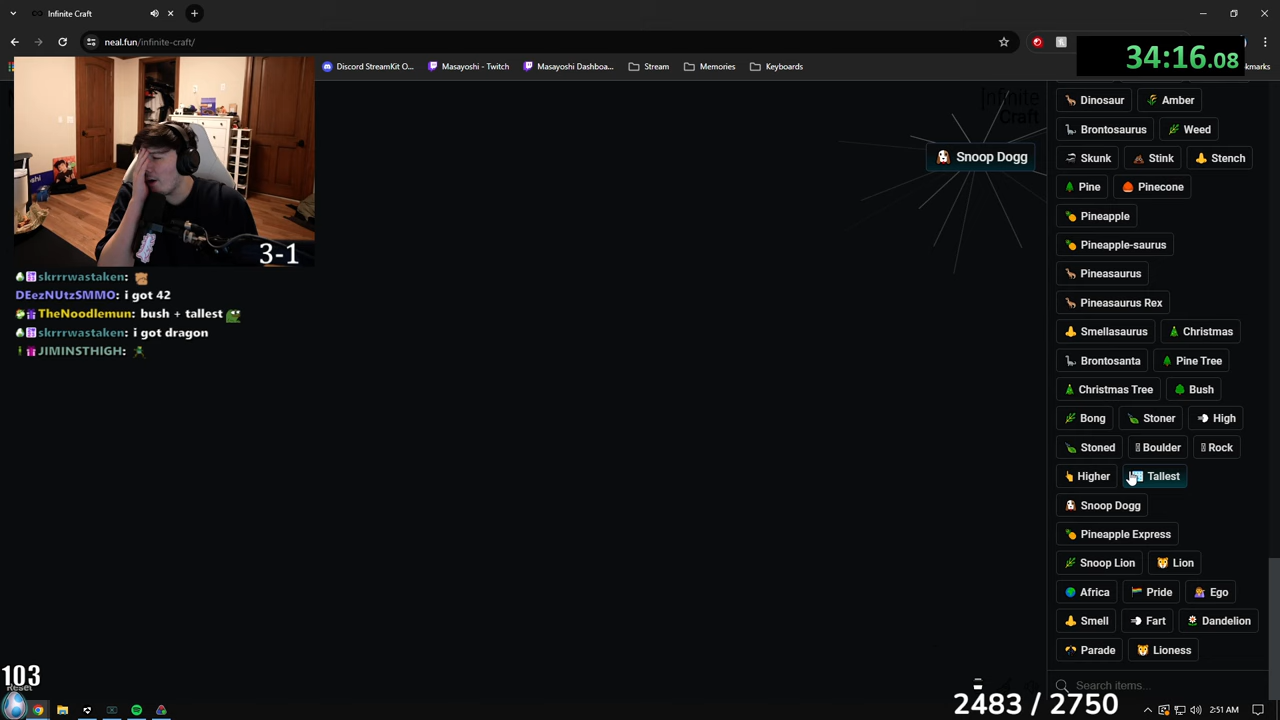 Infinite Craft
neal.fun/infinite-craft/
34:16.08
Discord StreamKit O... Masayoshi - Twitch Masayoshi Dashboa... Stream Memories Keyboards kmarks
Infinite
Craft
Snoop Dogg
3-1
skrrrwastaken:
DEezNUtzSMMO: i got 42
TheNoodlemun: bush + tallest
skrrrwastaken: i got dragon
JIMINSTHIGH:
Dinosaur Amber
Brontosaurus Weed
Skunk Stink Stench
Pine Pinecone
Pineapple
Pineapple-saurus
Pineasaurus
Pineasaurus Rex
Smellasaurus Christmas
Brontosanta Pine Tree
Christmas Tree Bush
Bong Stoner High
Stoned Boulder Rock
Higher Tallest
Snoop Dogg
Pineapple Express
Snoop Lion Lion
Africa Pride Ego
Smell Fart Dandelion
Parade Lioness
Search items...
103
Reset
2483 / 2750
2:51 AM